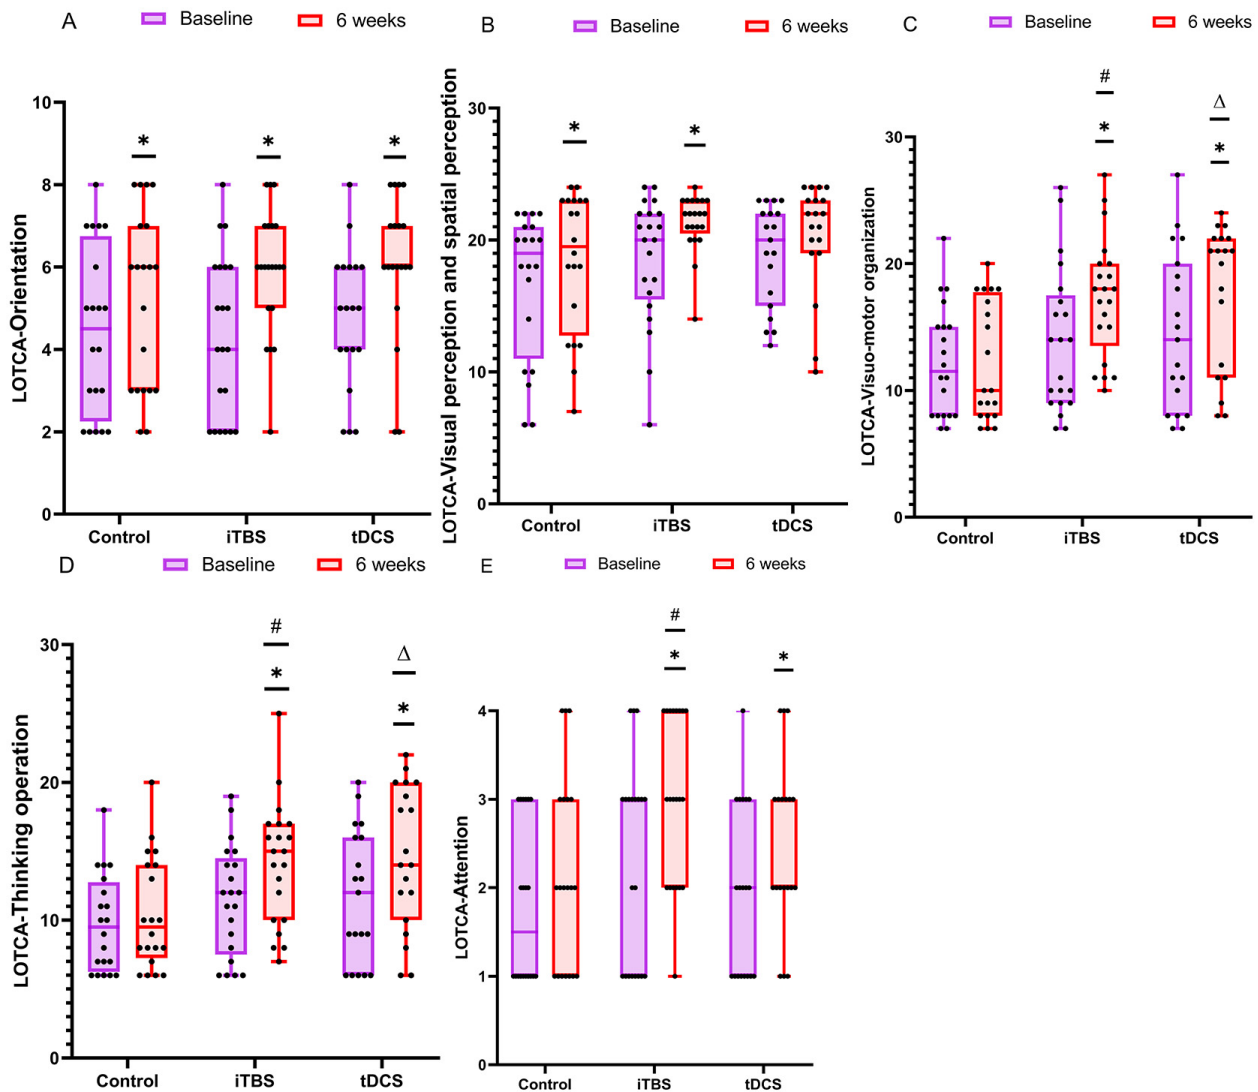 A
Baseline
6 weeks
LOTCA-Orientation
10
8
6
4
2
0
*
*
*
Control
iTBS
tDCS
B
Baseline
6 weeks
LOTCA-Visual perception and spatial perception
30
20
10
0
*
*
Control
iTBS
tDCS
C
Baseline
6 weeks
LOTCA-Visuo-motor organization
30
20
10
0
#
*
Δ
*
Control
iTBS
tDCS
D
Baseline
6 weeks
LOTCA-Thinking operation
30
20
10
0
#
*
Δ
*
Control
iTBS
tDCS
E
Baseline
6 weeks
LOTCA-Attention
4
3
2
1
0
#
*
*
Control
iTBS
tDCS